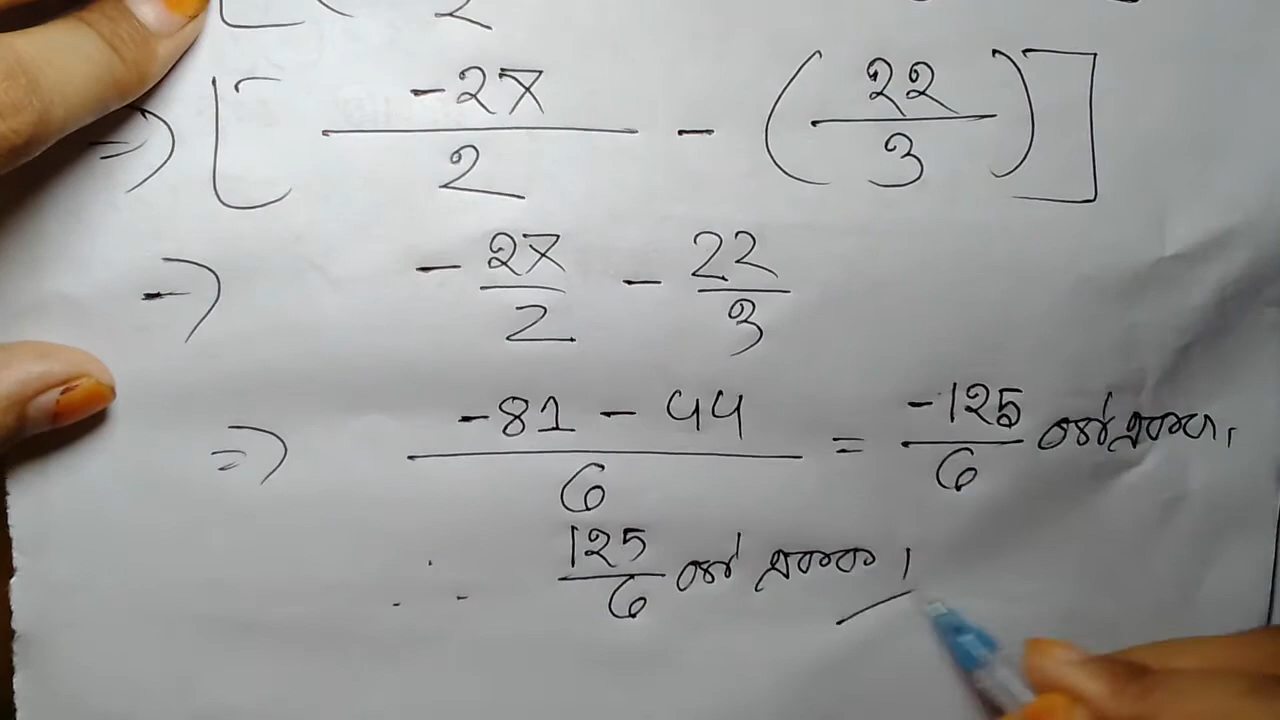 => [ -27/2 - (22/3) ]
=> -27/2 - 22/3
=> -81 - 44/6 = -125/6 বর্গ একক।
∴ 125/6 বর্গ একক।